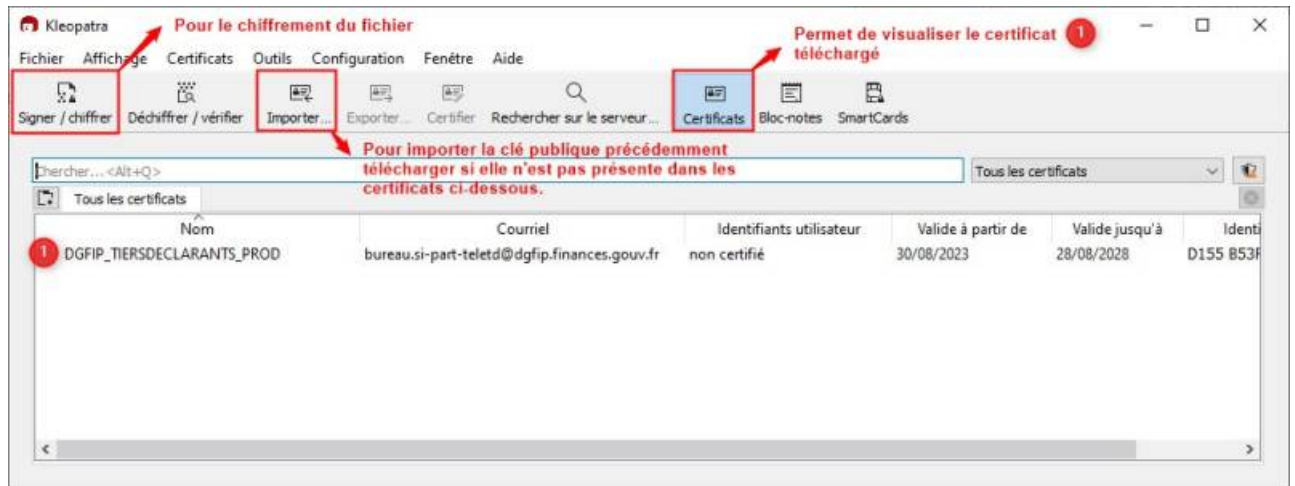 Kleopatra
Pour le chiffrement du fichier
Permet de visualiser le certificat 1
téléchargé
Fichier Affichage Certificats Outils Configuration Fenêtre Aide
Signer / chiffrer Déchiffrer / vérifier Importer... Exporter... Certifier Rechercher sur le serveur... Certificats Bloc-notes SmartCards
Pour importer la clé publique précédemment
télécharger si elle n'est pas présente dans les
certificats ci-dessous.
Chercher... <Alt+Q>
Tous les certificats
Tous les certificats
Nom Courriel Identifiants utilisateur Valide à partir de Valide jusqu'à Identi
1 DGFIP_TIERSDECLARANTS_PROD bureau.si-part-teletd@dgfip.finances.gouv.fr non certifié 30/08/2023 28/08/2028 D155 B53F